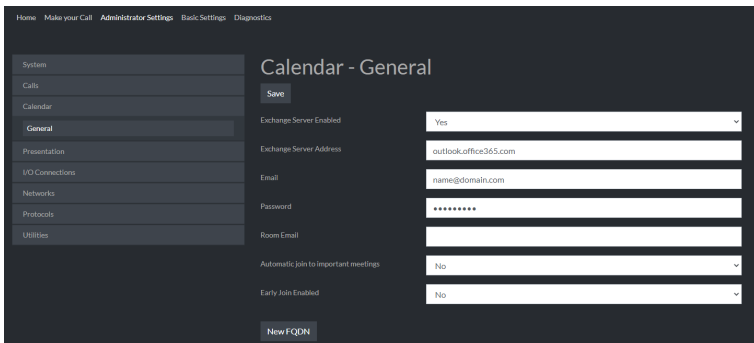 Home Make your Call Administrator Settings Basic Settings Diagnostics
System
Calls
Calendar
General
Presentation
I/O Connections
Networks
Protocols
Utilities
Calendar - General
Save
Exchange Server Enabled Yes
Exchange Server Address outlook.office365.com
Email name@domain.com
Password •••••••••
Room Email
Automatic join to important meetings No
Early Join Enabled No
New FQDN